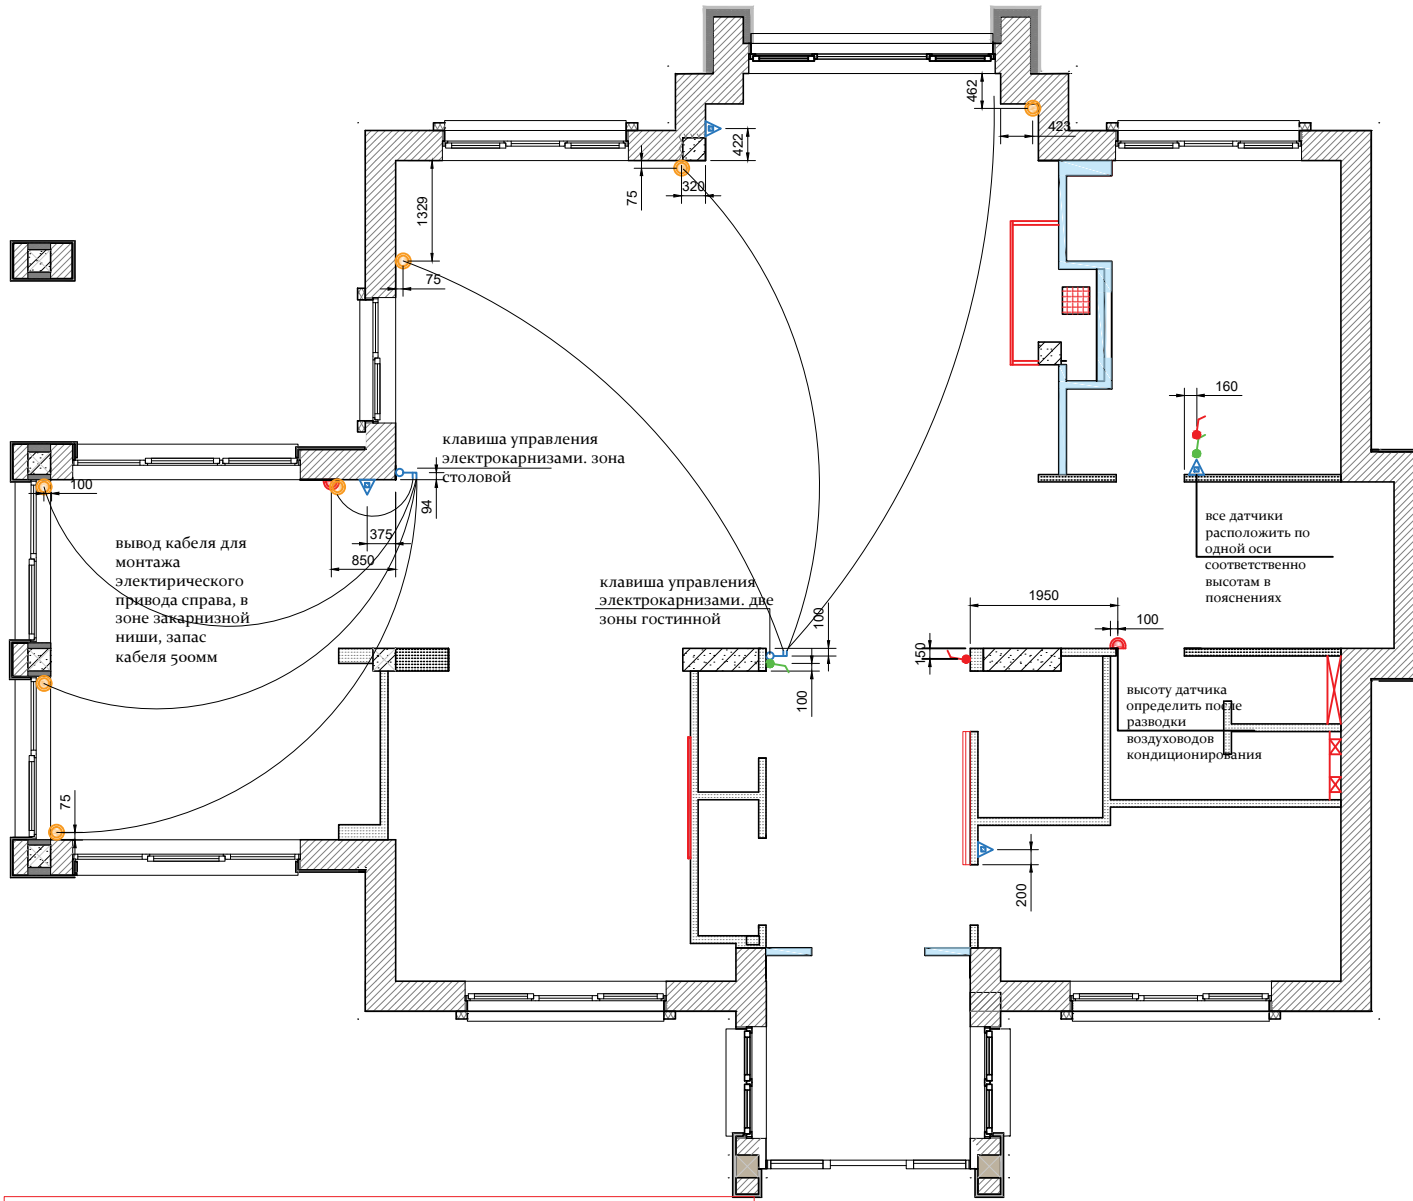 462
423
422
320
75
1329
75
160
клавиша управления
электрокарнизами. зона
столовой
100
94
375
850
вывод кабеля для
монтажа
электирического
привода справа, в
зоне закарнизной
ниши, запас
кабеля 500мм
все датчики
расположить по
одной оси
соответственно
высотам в
пояснениях
клавиша управления
электрокарнизами. две
зоны гостинной
100
1950
100
150
100
высоту датчика
определить после
разводки
воздуховодов
кондиционирования
75
200